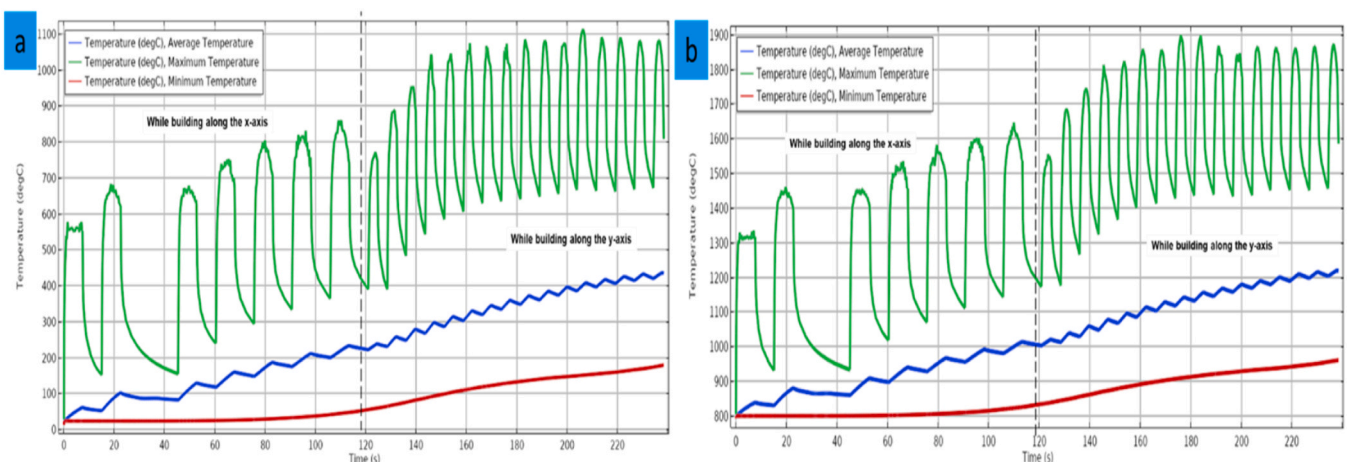 a
Temperature (degC), Average Temperature
Temperature (degC), Maximum Temperature
Temperature (degC), Minimum Temperature
While building along the x-axis
While building along the y-axis
Temperature (degC)
1100
1000
900
800
700
600
500
400
300
200
100
0
0 20 40 60 80 100 120 140 160 180 200 220
Time (s)
b
Temperature (degC), Average Temperature
Temperature (degC), Maximum Temperature
Temperature (degC), Minimum Temperature
While building along the x-axis
While building along the y-axis
Temperature (degC)
1900
1800
1700
1600
1500
1400
1300
1200
1100
1000
900
800
0 20 40 60 80 100 120 140 160 180 200 220
Time (s)